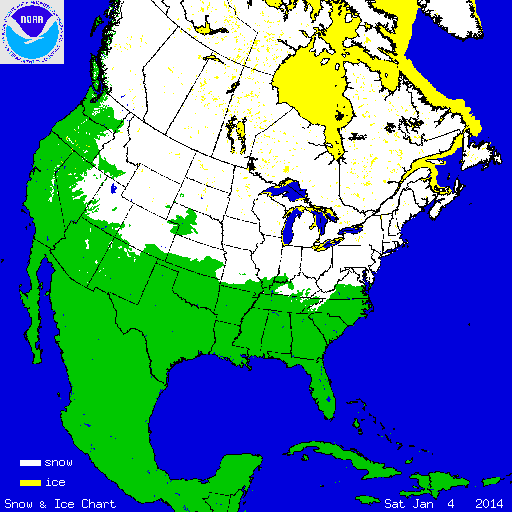 NOAA
snow
ice
Snow & Ice Chart
Sat Jan 4 2014